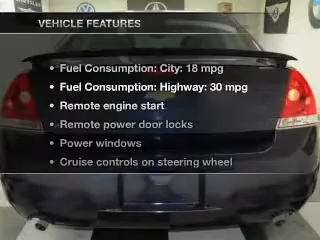 VEHICLE FEATURES
• Fuel Consumption: City: 18 mpg
• Fuel Consumption: Highway: 30 mpg
• Remote engine start
• Remote power door locks
• Power windows
• Cruise controls on steering wheel